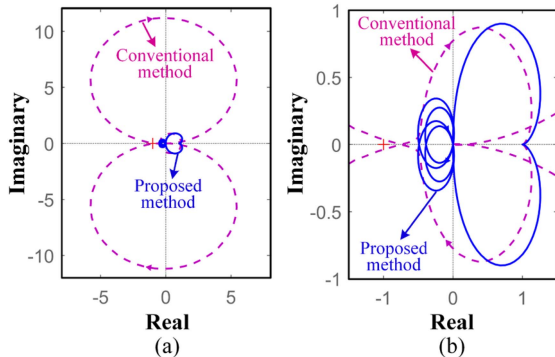 10
5
0
-5
-10
Imaginary
Conventional
method
Proposed
method
-5
0
5
Real
(a)
1
0.5
0
-0.5
-1
Imaginary
Conventional
method
Proposed
method
-1
0
1
Real
(b)